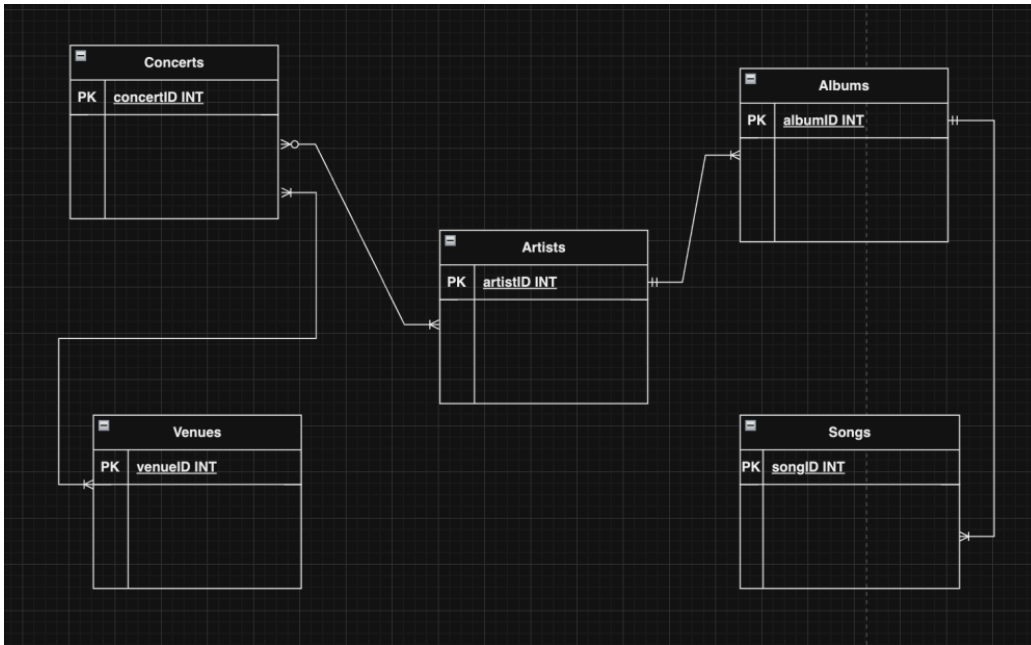 Concerts
PK concertID INT
Albums
PK albumID INT
Artists
PK artistID INT
Venues
PK venueID INT
Songs
PK songID INT